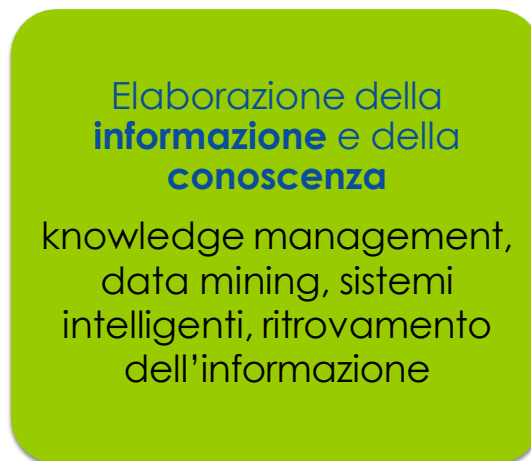 Elaborazione della
informazione e della
conoscenza
knowledge management,
data mining, sistemi
intelligenti, ritrovamento
dell’informazione